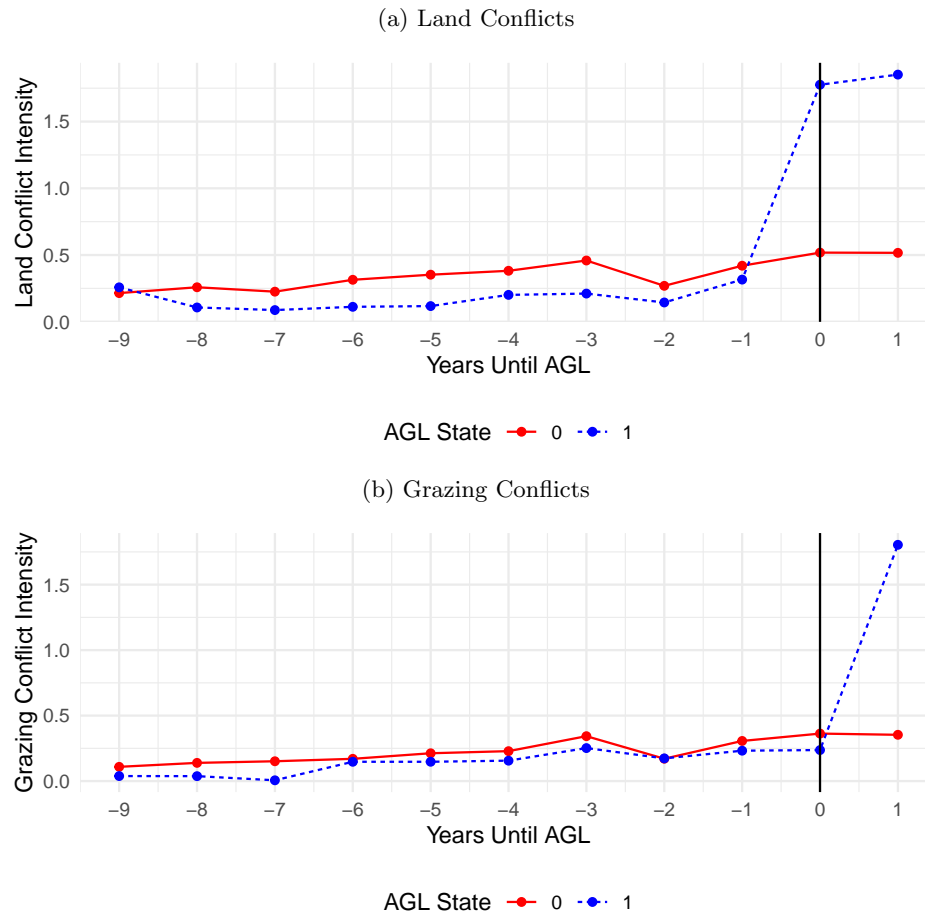 (a) Land Conflicts
Land Conflict Intensity
1.5
1.0
0.5
0.0
−9 −8 −7 −6 −5 −4 −3 −2 −1 0 1
Years Until AGL
AGL State 0 1
(b) Grazing Conflicts
Grazing Conflict Intensity
1.5
1.0
0.5
0.0
−9 −8 −7 −6 −5 −4 −3 −2 −1 0 1
Years Until AGL
AGL State 0 1